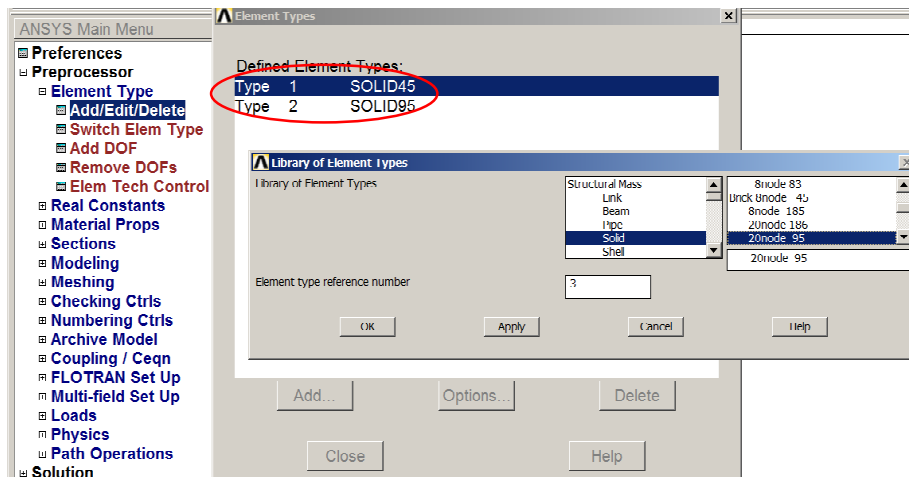 ANSYS Main Menu
Preferences
Preprocessor
Element Type
Add/Edit/Delete
Switch Elem Type
Add DOF
Remove DOFs
Elem Tech Control
Real Constants
Material Props
Sections
Modeling
Meshing
Checking Ctrls
Numbering Ctrls
Archive Model
Coupling / Ceqn
FLOTRAN Set Up
Multi-field Set Up
Loads
Physics
Path Operations
Solution
Element Types
Defined Element Types:
Type 1 SOLID45
Type 2 SOLID95
Library of Element Types
Library of Element Types
Structural Mass
Link
Beam
Pipe
Solid
Shell
8node 83
Brick 8node 45
8node 185
20node 186
20node 95
20node 95
Element type reference number
3
OK
Apply
Cancel
Help
Add...
Options...
Delete
Close
Help